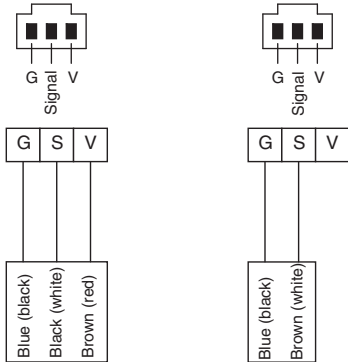 G Signal V
G S V
Blue (black)
Black (white)
Brown (red)
G Signal V
G S V
Blue (black)
Brown (white)